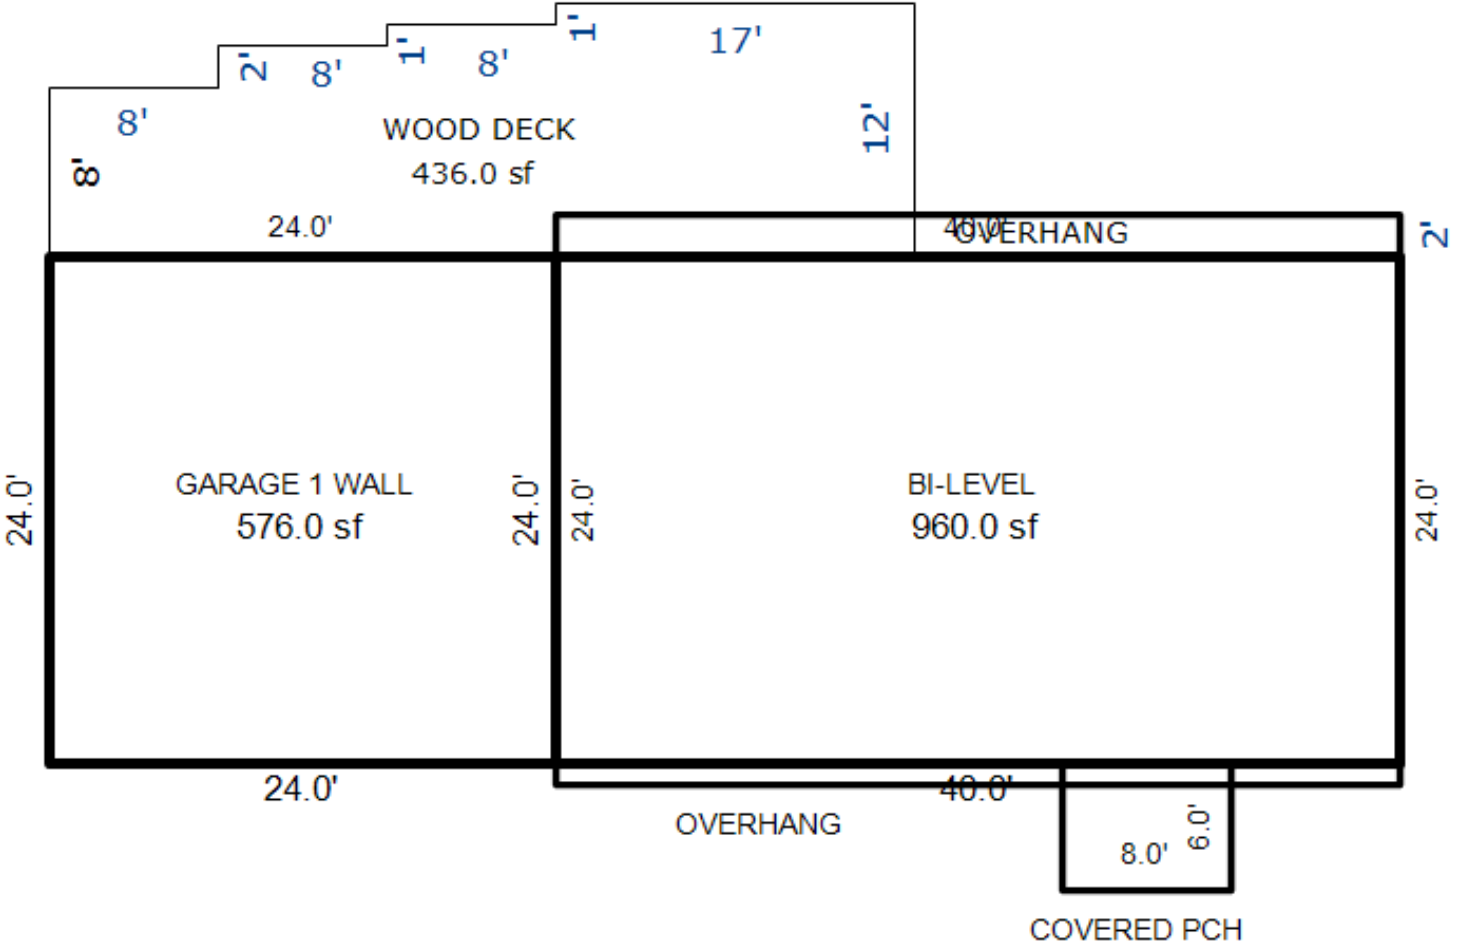 1'
17'
2'
8'
1'
8'
8'
WOOD DECK
12'
8'
436.0 sf
24.0'
40.0'
OVERHANG
2'
GARAGE 1 WALL
BI-LEVEL
24.0'
576.0 sf
24.0'
24.0'
960.0 sf
24.0'
24.0'
40.0'
OVERHANG
8.0'
6.0'
COVERED PCH